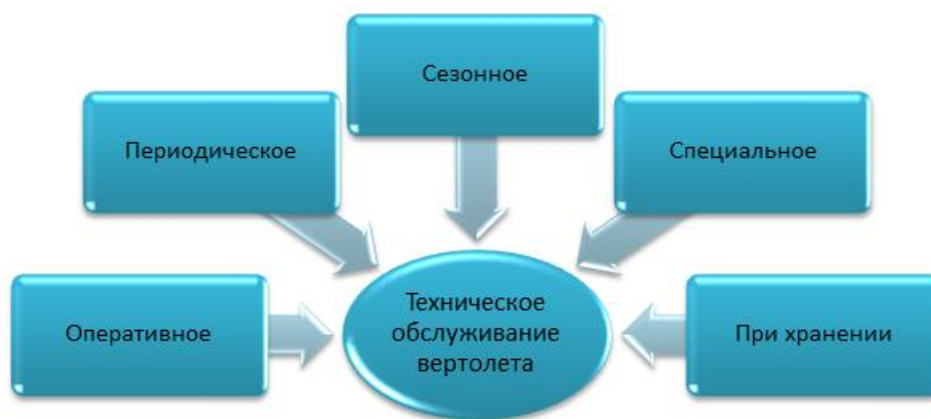 Сезонное
Периодическое
Специальное
Оперативное
Техническое
обслуживание
вертолета
При хранении